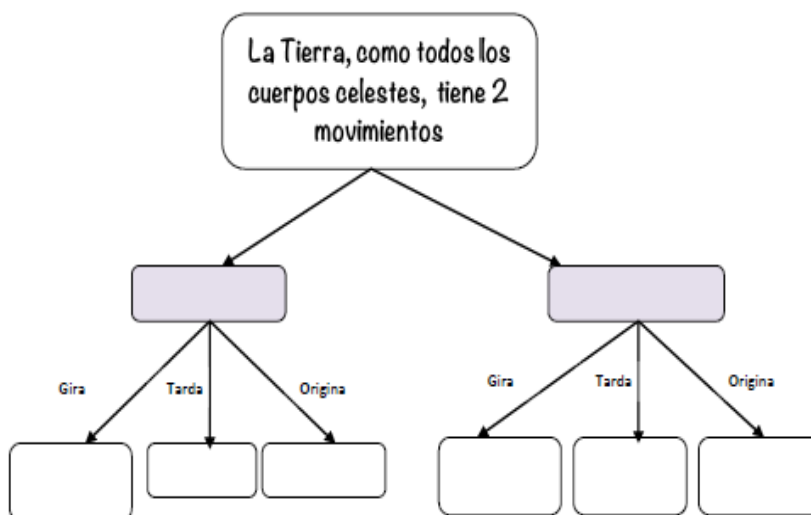 La Tierra, como todos los
cuerpos celestes, tiene 2
movimientos
Gira
Tarda
Origina
Gira
Tarda
Origina